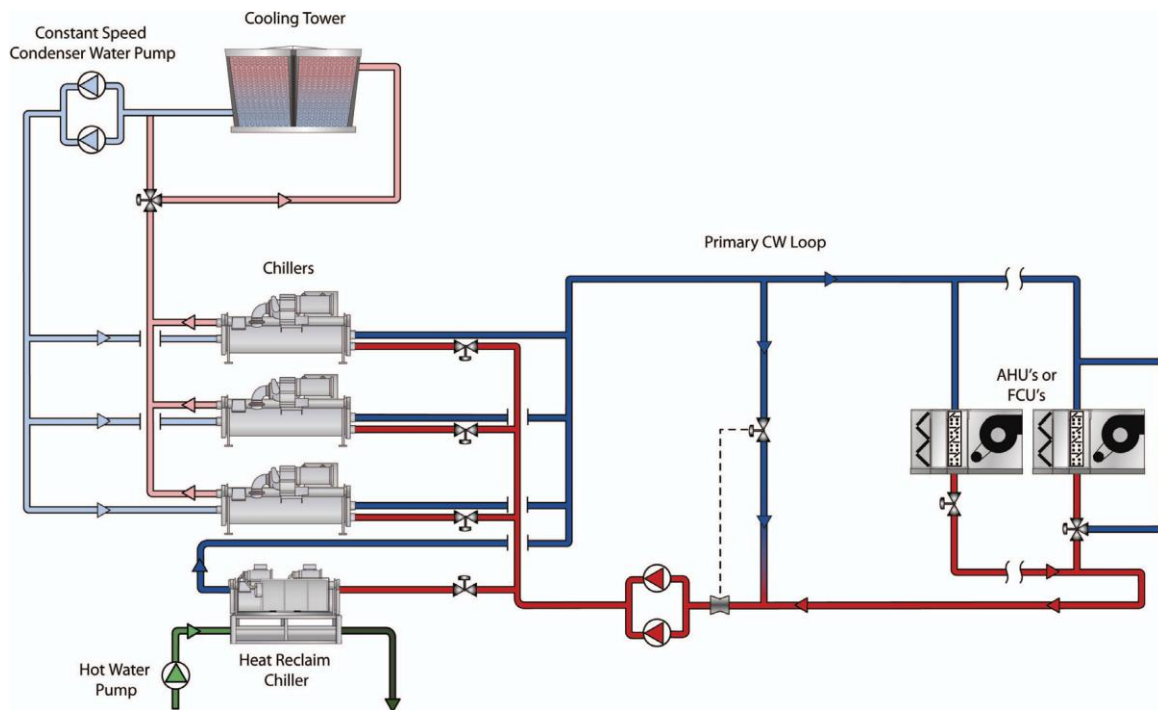 Cooling Tower
Constant Speed
Condenser Water Pump
Primary CW Loop
Chillers
AHU's or
FCU's
Heat Reclaim
Chiller
Hot Water
Pump